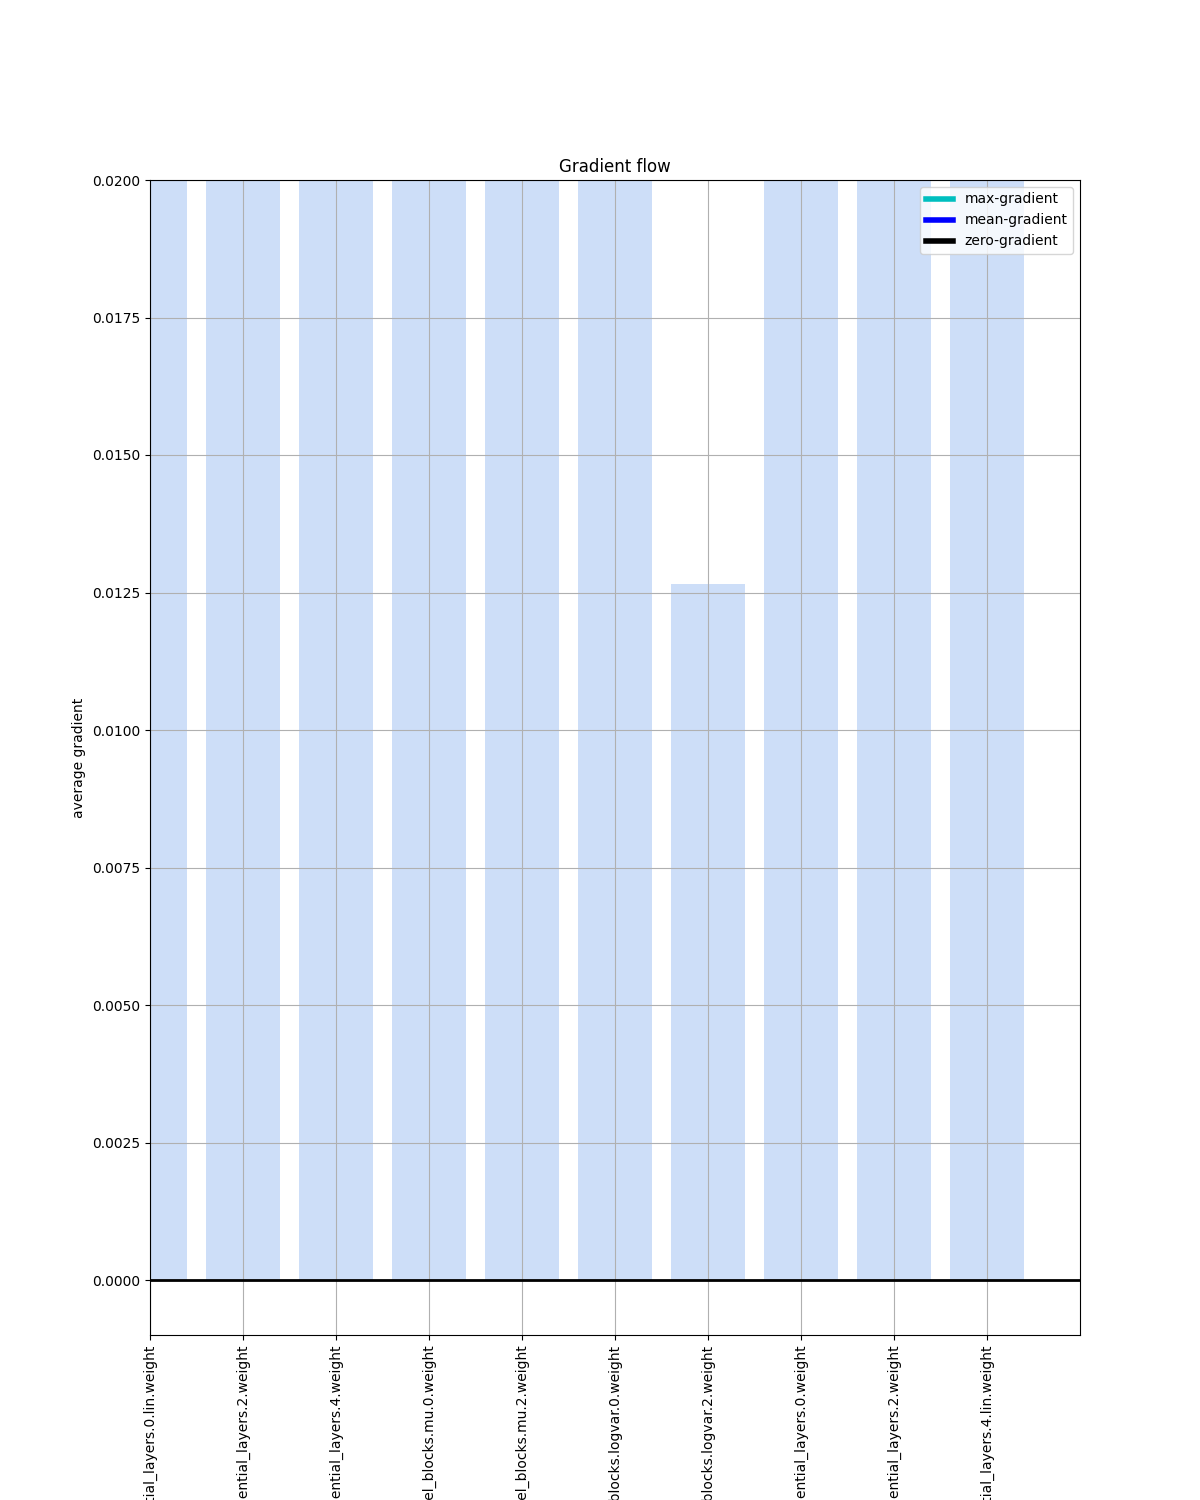 Gradient flow
max-gradient
mean-gradient
zero-gradient
0.0200
0.0175
0.0150
0.0125
0.0100
0.0075
0.0050
0.0025
0.0000
average gradient
tial_layers.0.lin.weight
ential_layers.2.weight
ential_layers.4.weight
el_blocks.mu.0.weight
el_blocks.mu.2.weight
blocks.logvar.0.weight
blocks.logvar.2.weight
ential_layers.0.weight
ential_layers.2.weight
tial_layers.4.lin.weight